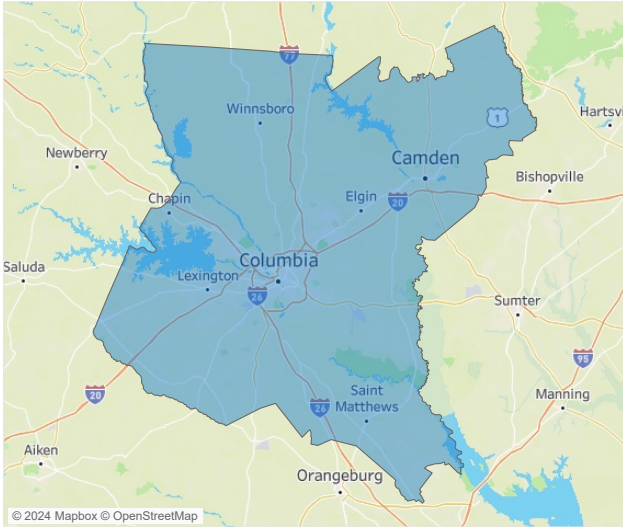 77
Winnsboro
1
Hartsvi
Newberry
Camden
Bishopville
Chapin
Elgin
20
Columbia
Saluda
Lexington
26
Sumter
95
20
Saint
Matthews
26
Manning
Aiken
Orangeburg
© 2024 Mapbox © OpenStreetMap